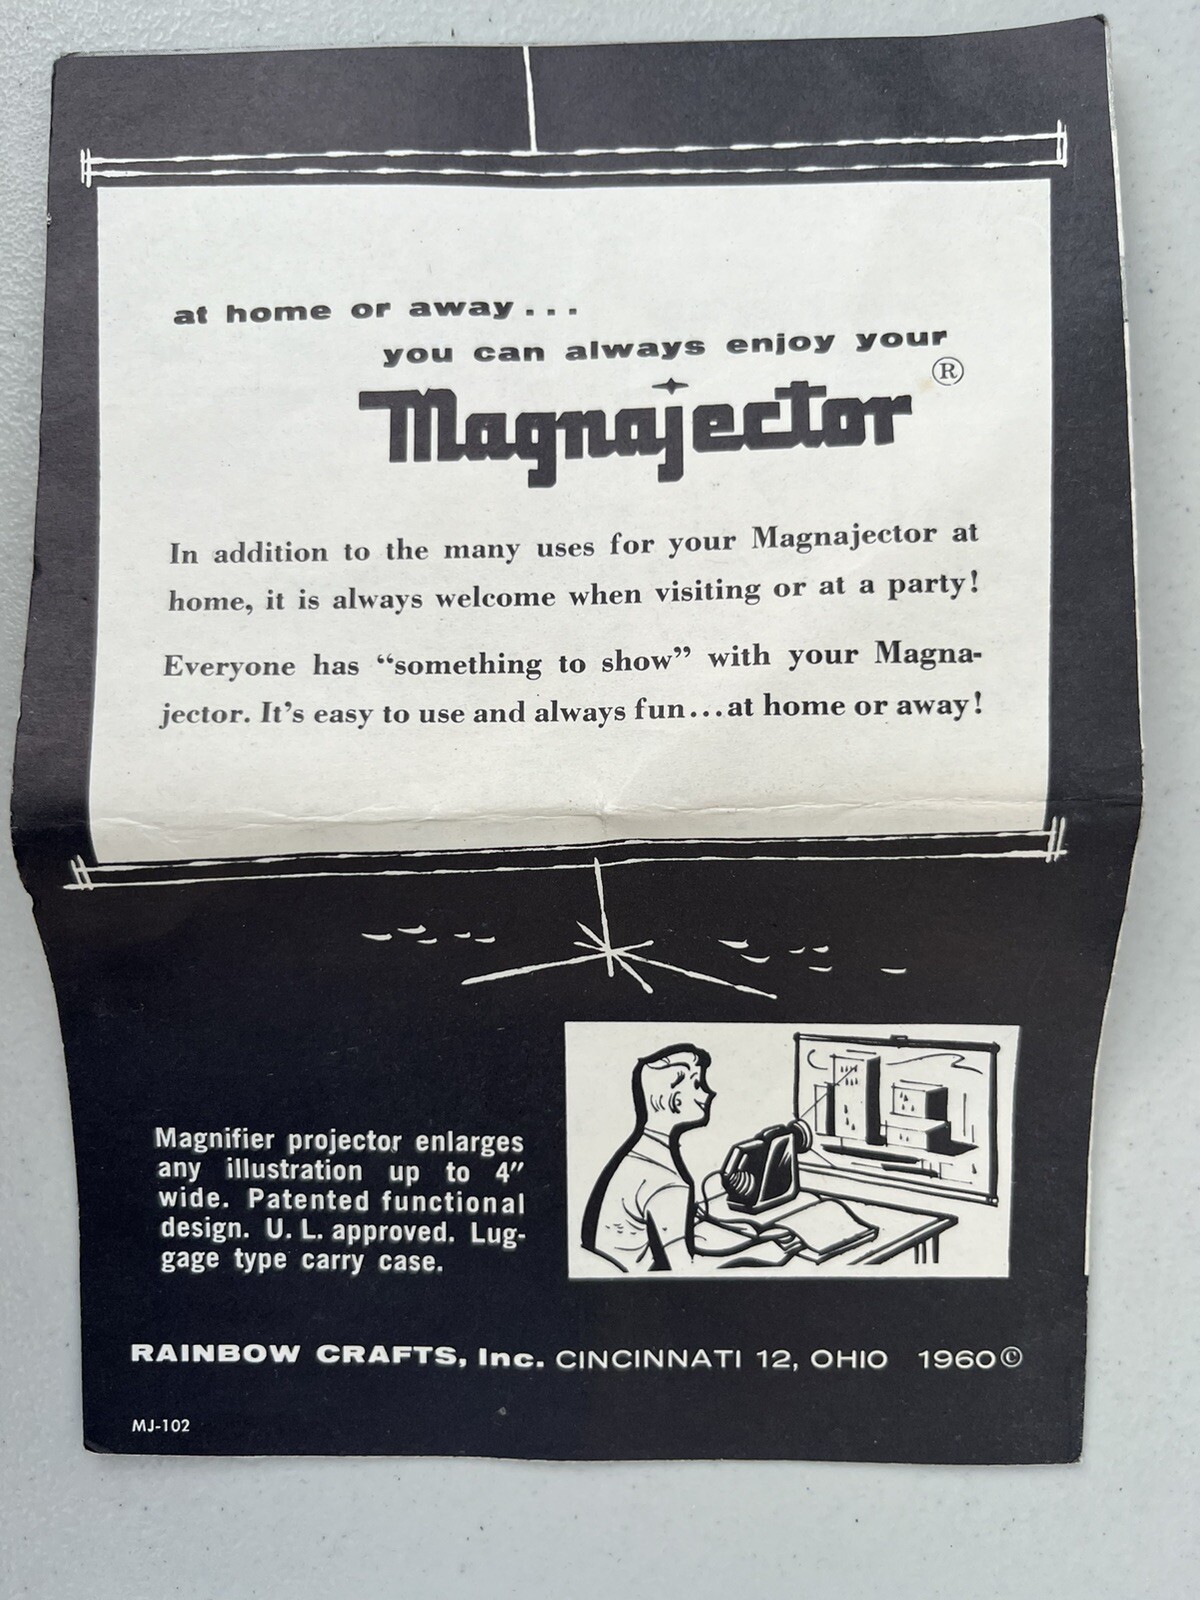 at home or away...
you can always enjoy your
Magnajector ®
In addition to the many uses for your Magnajector at
home, it is always welcome when visiting or at a party!
Everyone has “something to show” with your Magna-
jector. It’s easy to use and always fun...at home or away!
Magnifier projector enlarges
any illustration up to 4″
wide. Patented functional
design. U. L. approved. Lug-
gage type carry case.
RAINBOW CRAFTS, Inc. CINCINNATI 12, OHIO 1960©
MJ-102